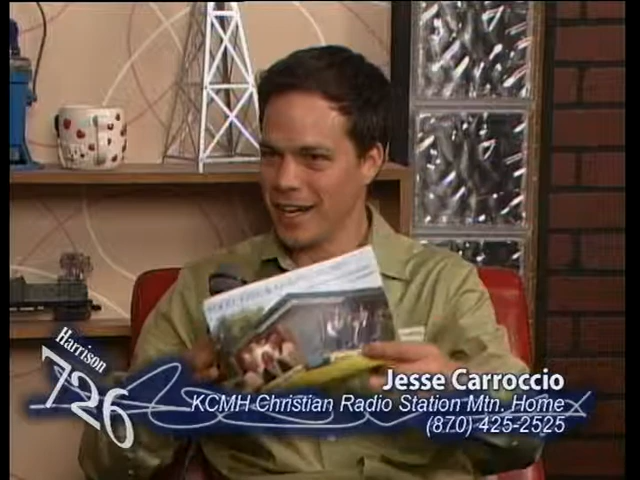 Harrison
726
Jesse Carroccio
KCMH Christian Radio Station Mtn. Home
(870) 425-2525